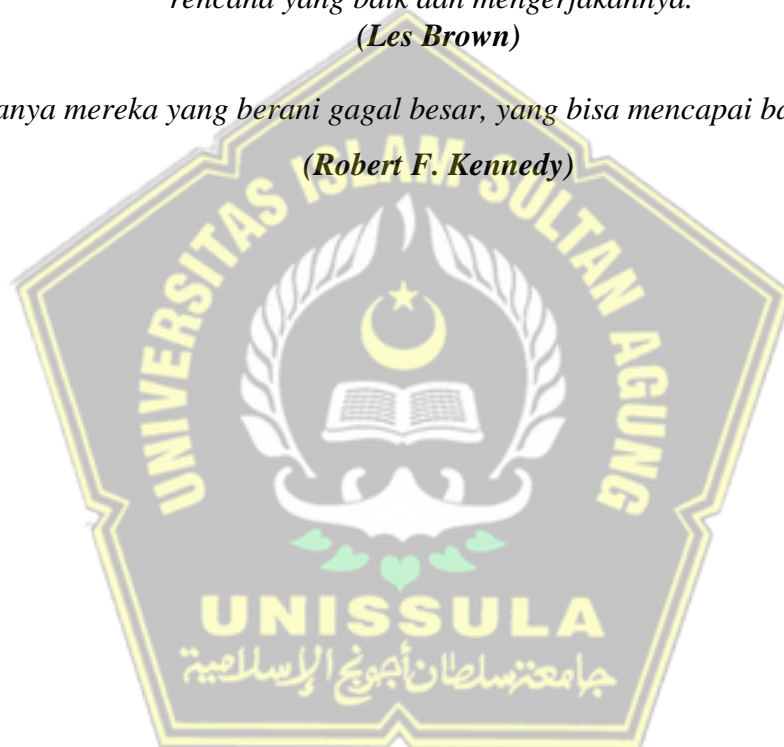 rencana yang baik dan mengerjakannya.
(Les Brown)
anya mereka yang berani gagal besar, yang bisa mencapai
(Robert F. Kennedy)
UNIVERSITAS ISLAM SULTAN AGUNG
UNISSULA
جامعة سلطان أجونج الإسلامية